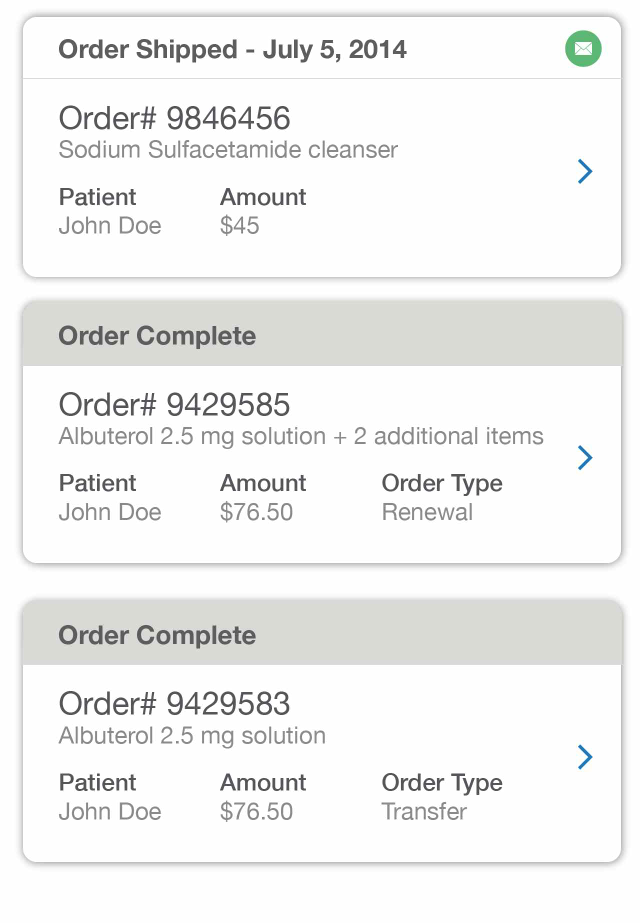 Order Shipped - July 5, 2014
Order# 9846456
Sodium Sulfacetamide cleanser
Patient Amount
John Doe $45
Order Complete
Order# 9429585
Albuterol 2.5 mg solution + 2 additional items
Patient Amount Order Type
John Doe $76.50 Renewal
Order Complete
Order# 9429583
Albuterol 2.5 mg solution
Patient Amount Order Type
John Doe $76.50 Transfer